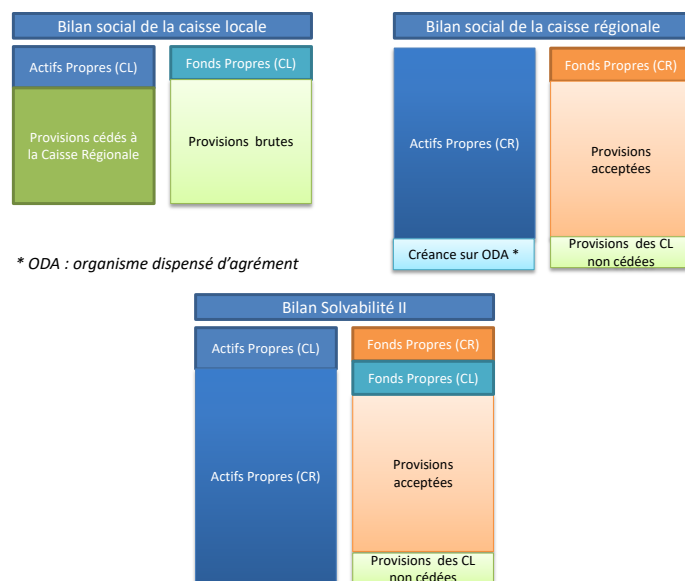 Bilan social de la caisse locale
Actifs Propres (CL)
Fonds Propres (CL)
Provisions cédés à
la Caisse Régionale
Provisions brutes
Bilan social de la caisse régionale
Fonds Propres (CR)
Actifs Propres (CR)
Provisions
acceptées
Créance sur ODA *
Provisions des CL
non cédées
* ODA : organisme dispensé d'agrément
Bilan Solvabilité II
Actifs Propres (CL)
Fonds Propres (CR)
Fonds Propres (CL)
Actifs Propres (CR)
Provisions
acceptées
Provisions des CL
non cédées